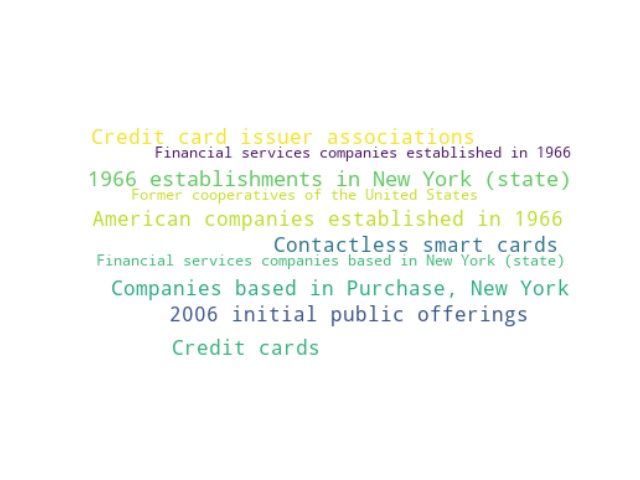 Credit card issuer associations
Financial services companies established in 1966
1966 establishments in New York (state)
Former cooperatives of the United States
American companies established in 1966
Contactless smart cards
Financial services companies based in New York (state)
Companies based in Purchase, New York
2006 initial public offerings
Credit cards